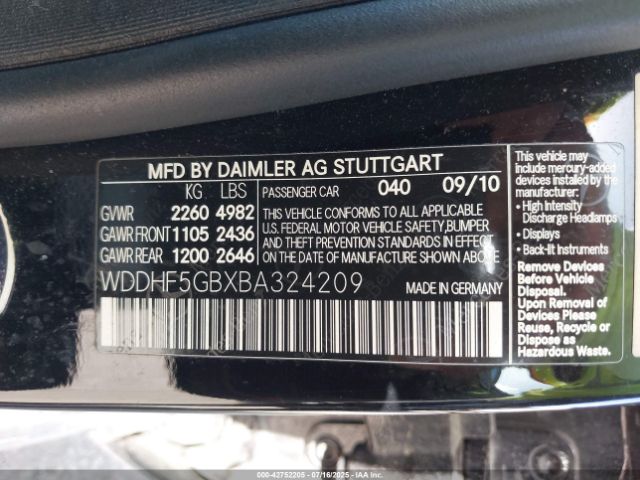 MFD BY DAIMLER AG STUTTGART
KG LBS PASSENGER CAR 040 09/10
GVWR 2260 4982
GAWR FRONT 1105 2436
GAWR REAR 1200 2646
THIS VEHICLE CONFORMS TO ALL APPLICABLE
U.S. FEDERAL MOTOR VEHICLE SAFETY,BUMPER
AND THEFT PREVENTION STANDARDS IN EFFECT
ON THE DATE OF MANUFACTURE SHOWN ABOVE.
WDDHF5GBXBA324209
MADE IN GERMANY
This vehicle may
include mercury-added
devices installed by the
manufacturer:
• High Intensity
Discharge Headlamps
• Displays
• Back-lit Instruments
Remove Devices
Before Vehicle
Disposal.
Upon Removal of
Devices Please
Reuse, Recycle or
Dispose as
Hazardous Waste.
000-42752205 - 07/16/2025 - IAAI.COM